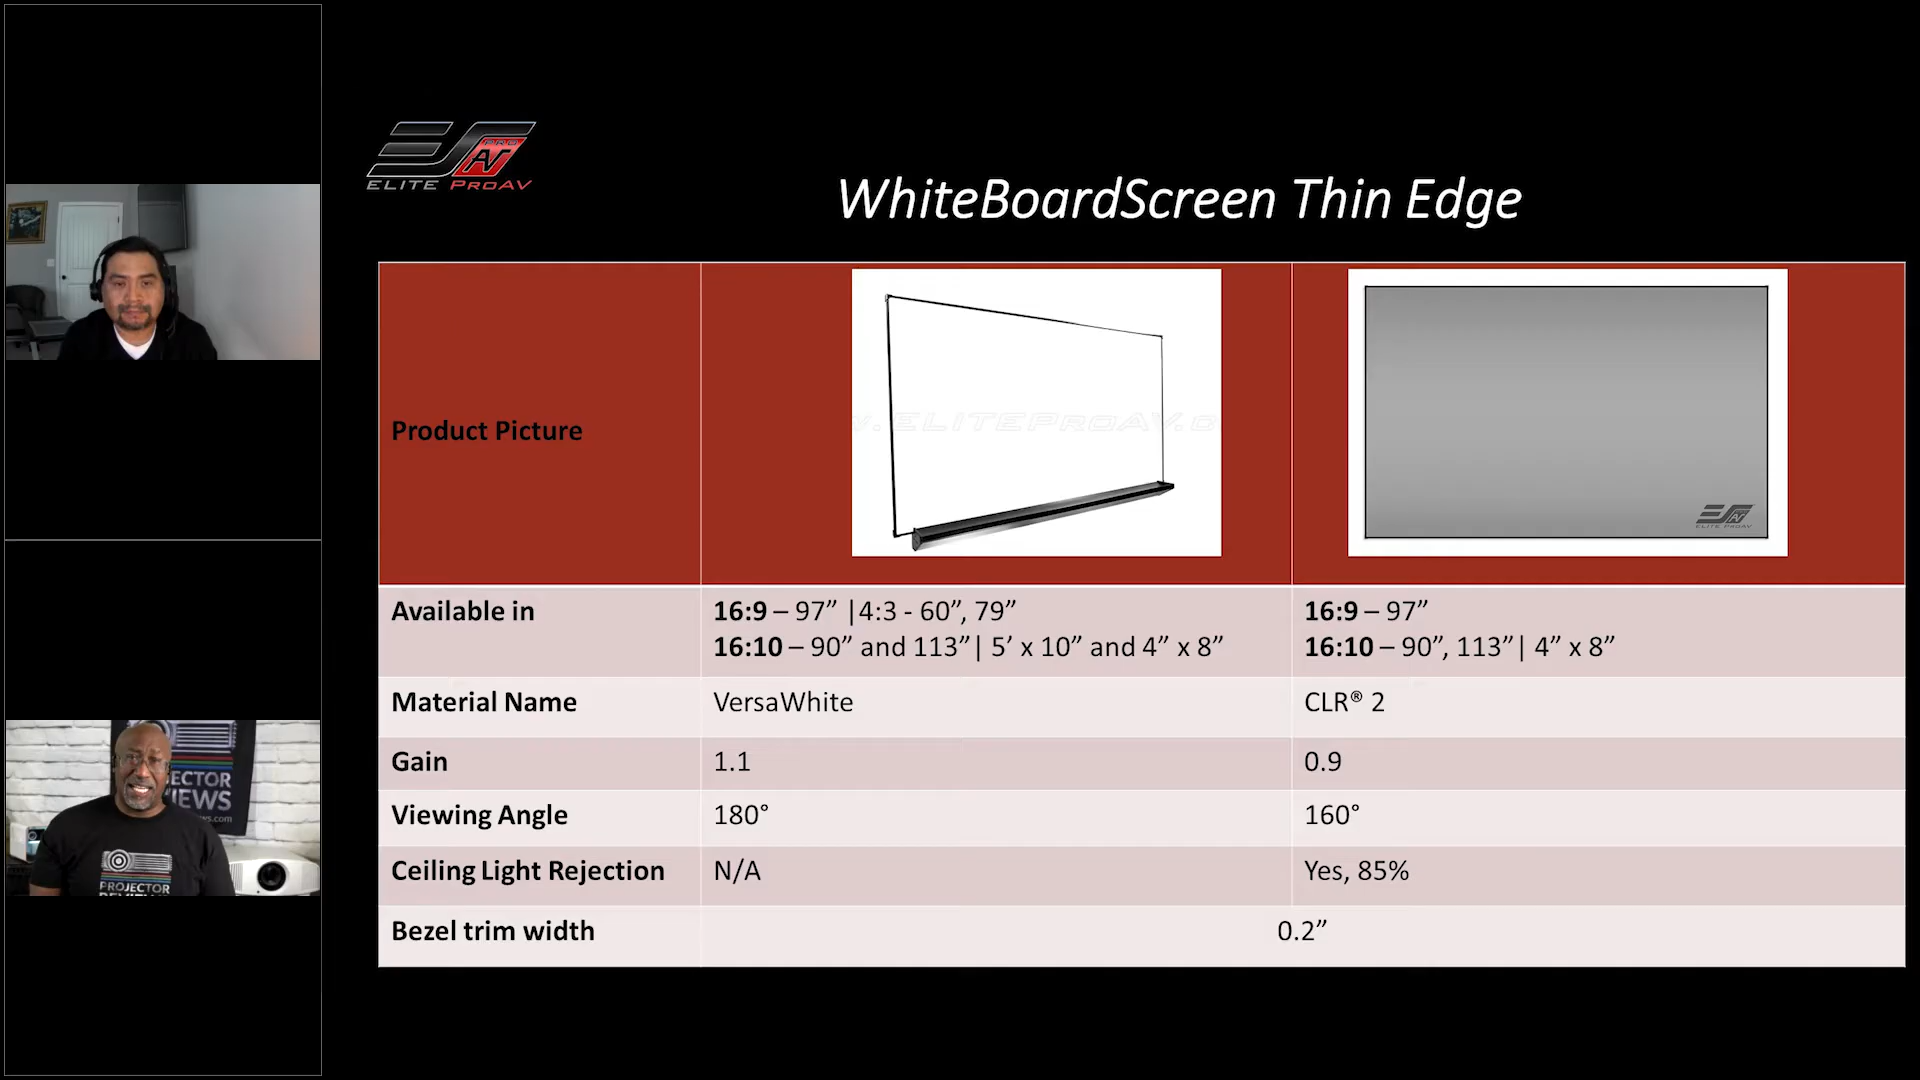 ELITE PROAV
WhiteBoardScreen Thin Edge
Product Picture
ELITEPROAV.C
ELITE PROAV
Available in
16:9 – 97” |4:3 - 60”, 79”
16:10 – 90” and 113”| 5’ x 10” and 4” x 8”
16:9 – 97”
16:10 – 90”, 113”| 4” x 8”
Material Name
VersaWhite
CLR® 2
Gain
1.1
0.9
Viewing Angle
180°
160°
Ceiling Light Rejection
N/A
Yes, 85%
Bezel trim width
0.2”
PROJECTOR